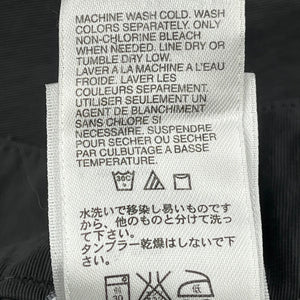 MACHINE WASH COLD. WASH
COLORS SEPARATELY. ONLY
NON-CHLORINE BLEACH
WHEN NEEDED. LINE DRY OR
TUMBLE DRY LOW.
LAVER À LA MACHINE À L'EAU
FROIDE. LAVER LES
COULEURS SEPAREMENT.
UTILISER SEULEMENT UN
AGENT DE BLANCHIMENT
SANS CHLORE SI
NECESSAIRE. SUSPENDRE
POUR SECHER OU SECHER
PAR CULBUTAGE A BASSE
TEMPERATURE.
水洗いで移染し易いものです
から、他のものと分けて洗っ
て下さい。
タンブラー乾燥はしないで下
さい。
30
低